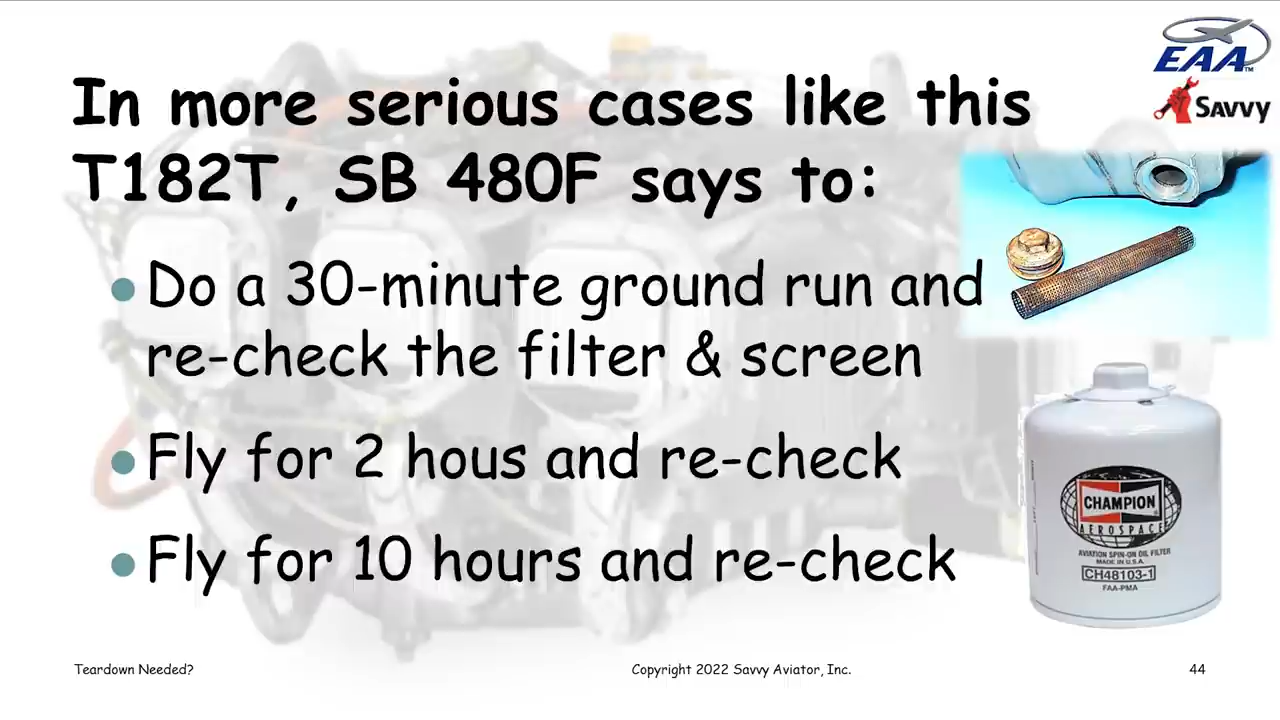 EAA™
Savvy
In more serious cases like this
T182T, SB 480F says to:
Do a 30-minute ground run and
re-check the filter & screen
Fly for 2 hous and re-check
Fly for 10 hours and re-check
CHAMPION
AEROSPACE
AVIATION SPIN-ON OIL FILTER
MADE IN U.S.A.
CH48103-1
FAA-PMA
Teardown Needed?
Copyright 2022 Savvy Aviator, Inc.
44